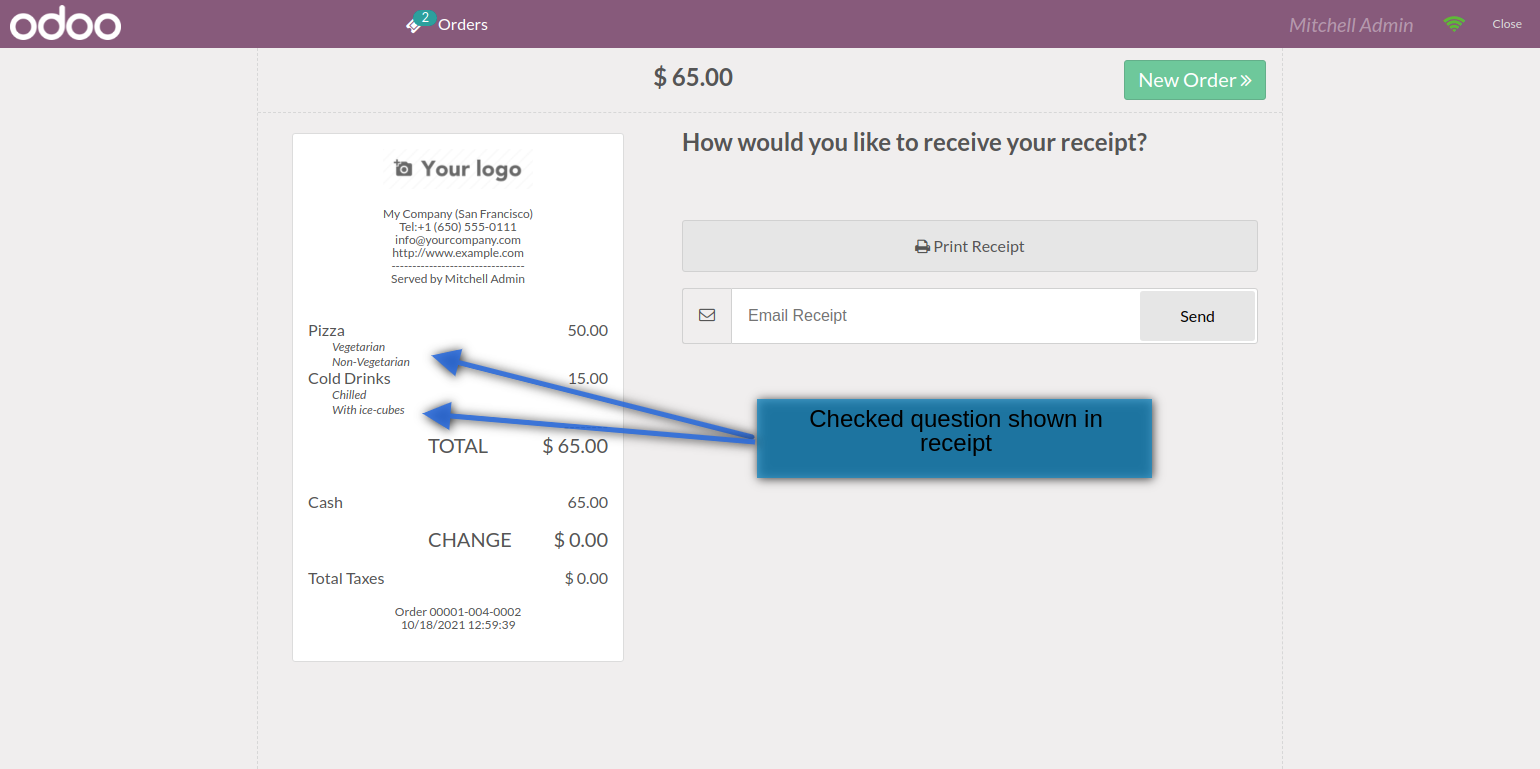 odoo
2 Orders
Mitchell Admin
Close
$ 65.00
New Order
Your logo
My Company (San Francisco)
Tel:+1 (650) 555-0111
info@yourcompany.com
http://www.example.com
--------------------------------
Served by Mitchell Admin
Pizza 50.00
Vegetarian
Non-Vegetarian
Cold Drinks 15.00
Chilled
With ice-cubes
TOTAL $ 65.00
Cash 65.00
CHANGE $ 0.00
Total Taxes $ 0.00
Order 00001-004-0002
10/18/2021 12:59:39
How would you like to receive your receipt?
Print Receipt
Email Receipt
Send
Checked question shown in
receipt